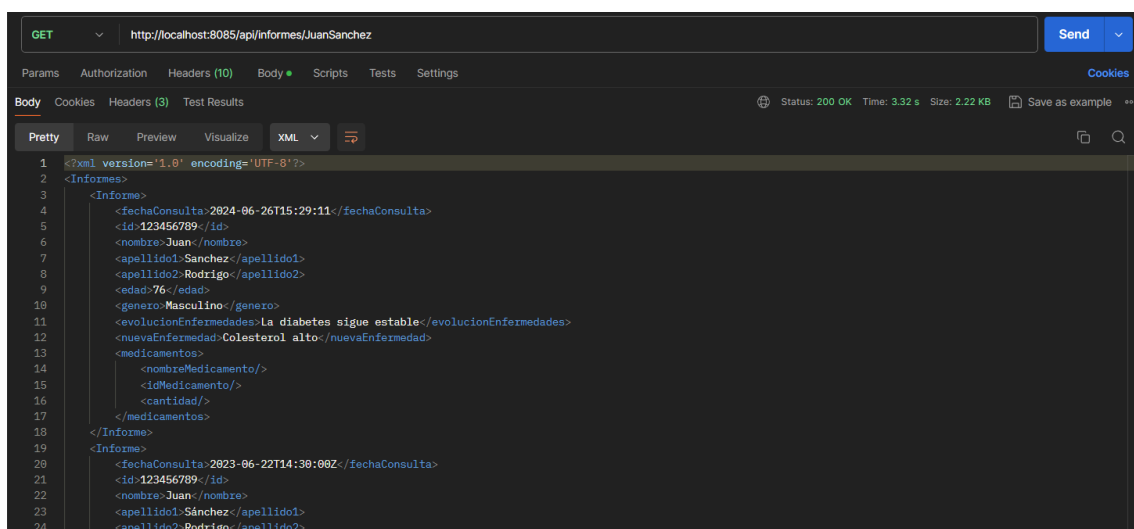 GET http://localhost:8085/api/informes/JuanSanchez Send
Params Authorization Headers (10) Body Scripts Tests Settings Cookies
Body Cookies Headers (3) Test Results Status: 200 OK Time: 3.32 s Size: 2.22 KB Save as example
Pretty Raw Preview Visualize XML
1 <?xml version='1.0' encoding='UTF-8'?>
2 <Informes>
3 <Informe>
4 <fechaConsulta>2024-06-26T15:29:11</fechaConsulta>
5 <id>123456789</id>
6 <nombre>Juan</nombre>
7 <apellido1>Sanchez</apellido1>
8 <apellido2>Rodrigo</apellido2>
9 <edad>76</edad>
10 <genero>Masculino</genero>
11 <evolucionEnfermedades>La diabetes sigue estable</evolucionEnfermedades>
12 <nuevaEnfermedad>Colesterol alto</nuevaEnfermedad>
13 <medicamentos>
14 <nombreMedicamento/>
15 <idMedicamento/>
16 <cantidad/>
17 </medicamentos>
18 </Informe>
19 <Informe>
20 <fechaConsulta>2023-06-22T14:30:00Z</fechaConsulta>
21 <id>123456789</id>
22 <nombre>Juan</nombre>
23 <apellido1>Sánchez</apellido1>
24 <apellido2>Rodrigo</apellido2>